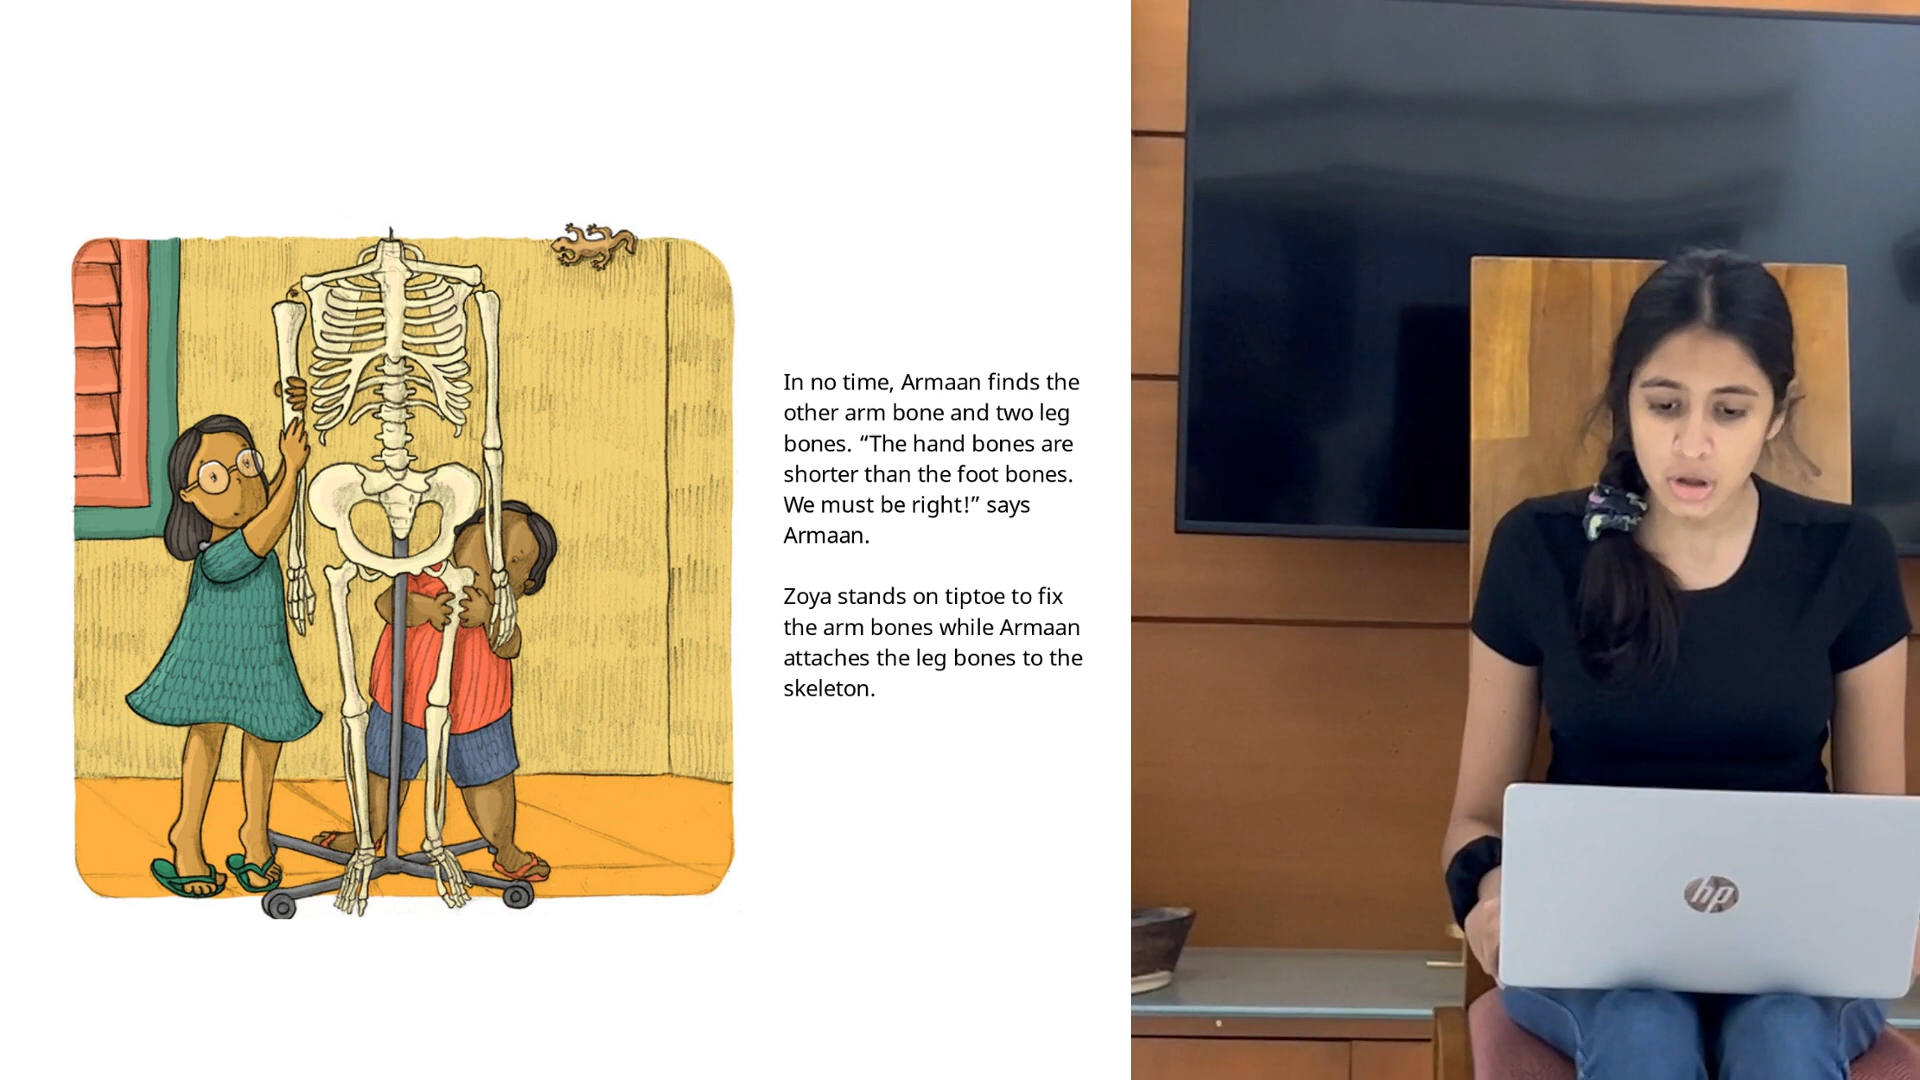 In no time, Armaan finds the
other arm bone and two leg
bones. “The hand bones are
shorter than the foot bones.
We must be right!” says
Armaan.
Zoya stands on tiptoe to fix
the arm bones while Armaan
attaches the leg bones to the
skeleton.
hp